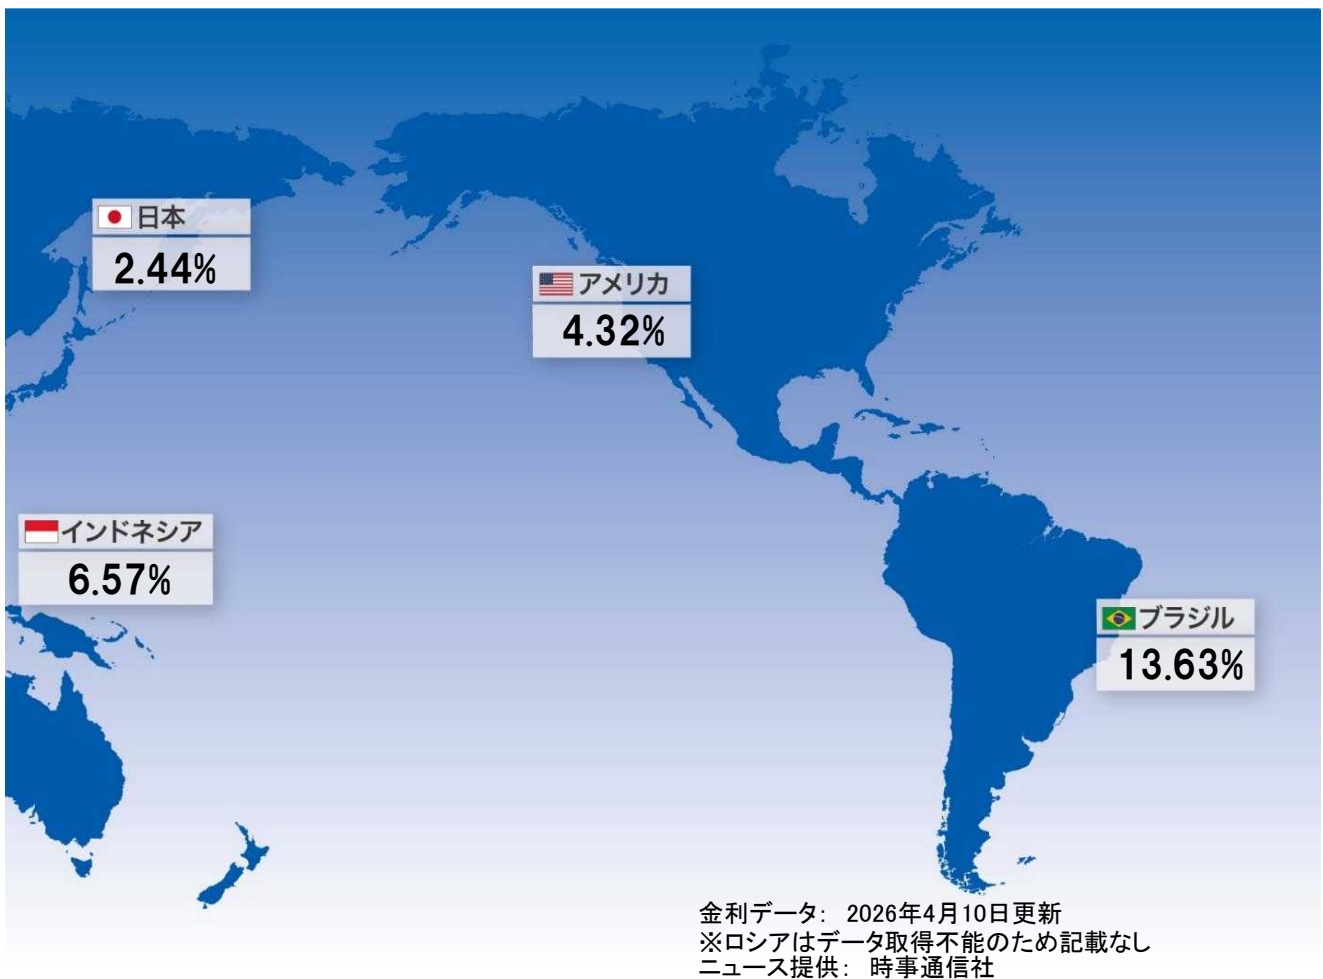 日本
2.44%
アメリカ
4.32%
インドネシア
6.57%
ブラジル
13.63%
金利データ: 2026年4月10日更新
※ロシアはデータ取得不能のため記載なし
ニュース提供: 時事通信社